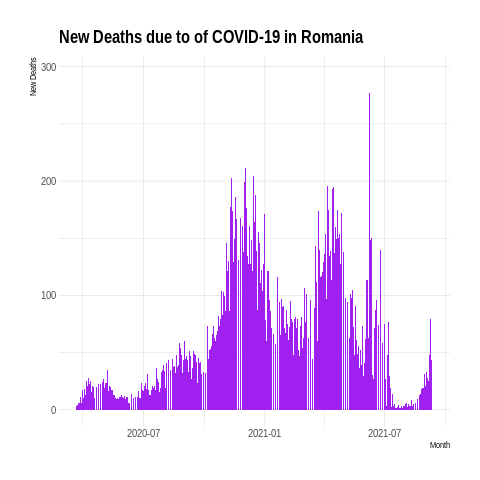 New Deaths due to of COVID-19 in Romania
New Deaths
300
200
100
0
2020-07
2021-01
2021-07
Month